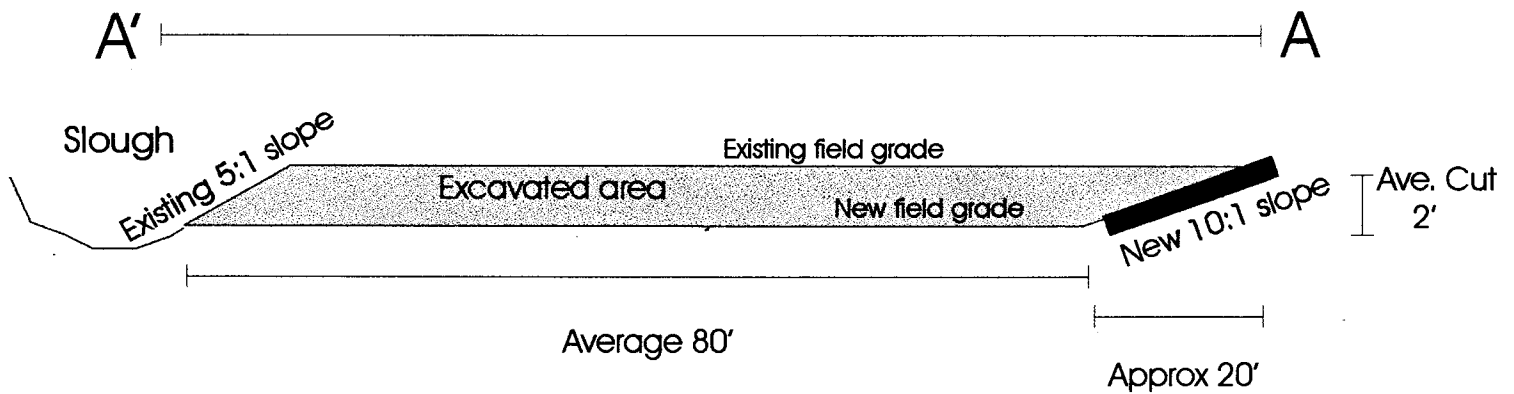 A' A
Slough
Existing 5:1 slope
Existing field grade
Excavated area
New field grade
New 10:1 slope
Ave. Cut
2'
Average 80'
Approx 20'